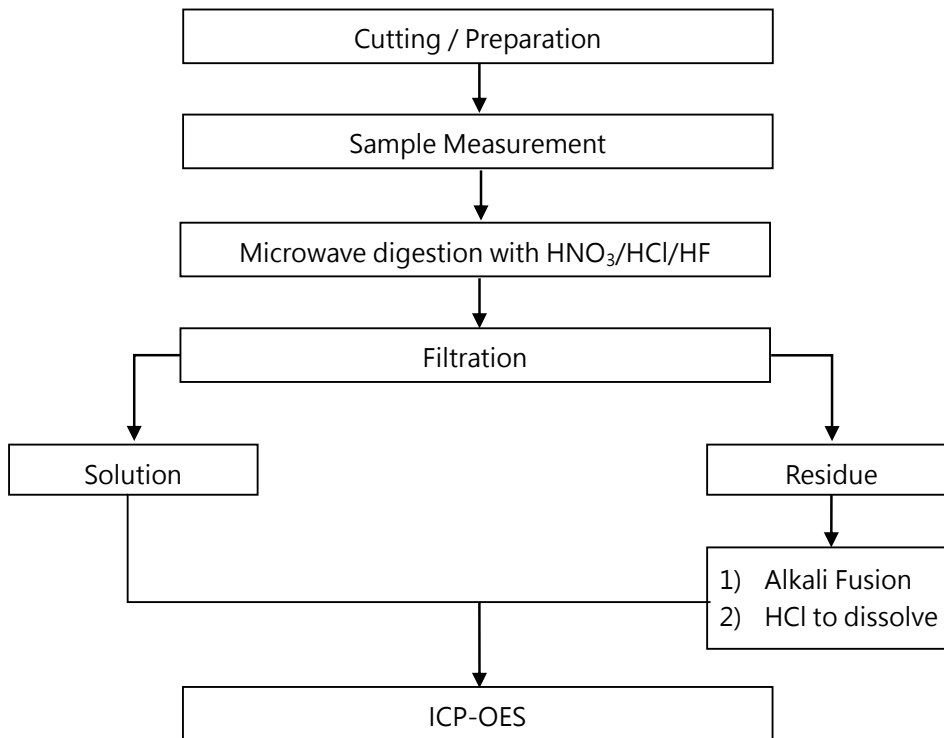 Cutting / Preparation
Sample Measurement
Microwave digestion with HNO₃/HCl/HF
Filtration
Solution
Residue
1) Alkali Fusion
2) HCl to dissolve
ICP-OES